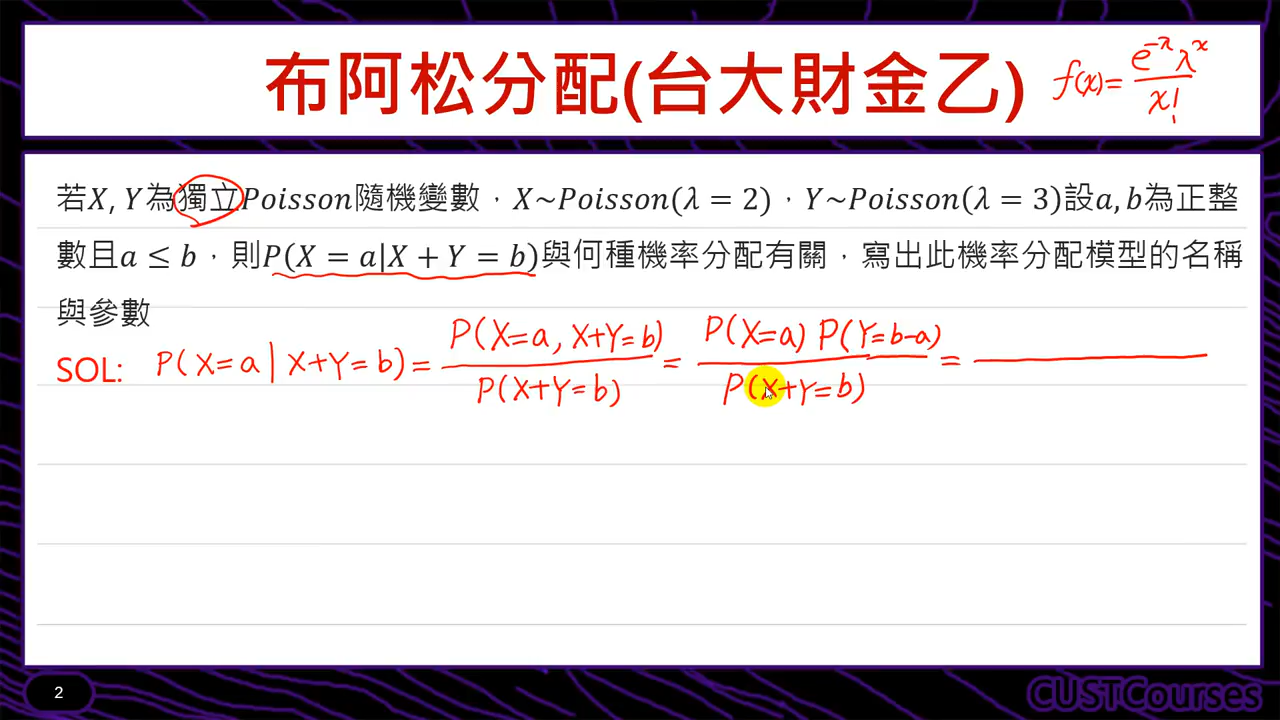 布阿松分配(台大財金乙)
f(x)= e^-λ λ^x / x!
若X, Y為獨立Poisson隨機變數，X~Poisson(λ = 2)，Y~Poisson(λ = 3)設a, b為正整
數且a ≤ b，則P(X = a|X + Y = b)與何種機率分配有關，寫出此機率分配模型的名稱
與參數
SOL: P(X=a | X+Y=b) = P(X=a, X+Y=b) / P(X+Y=b) = P(X=a) P(Y=b-a) / P(X+Y=b) =
2
CUSTCourses